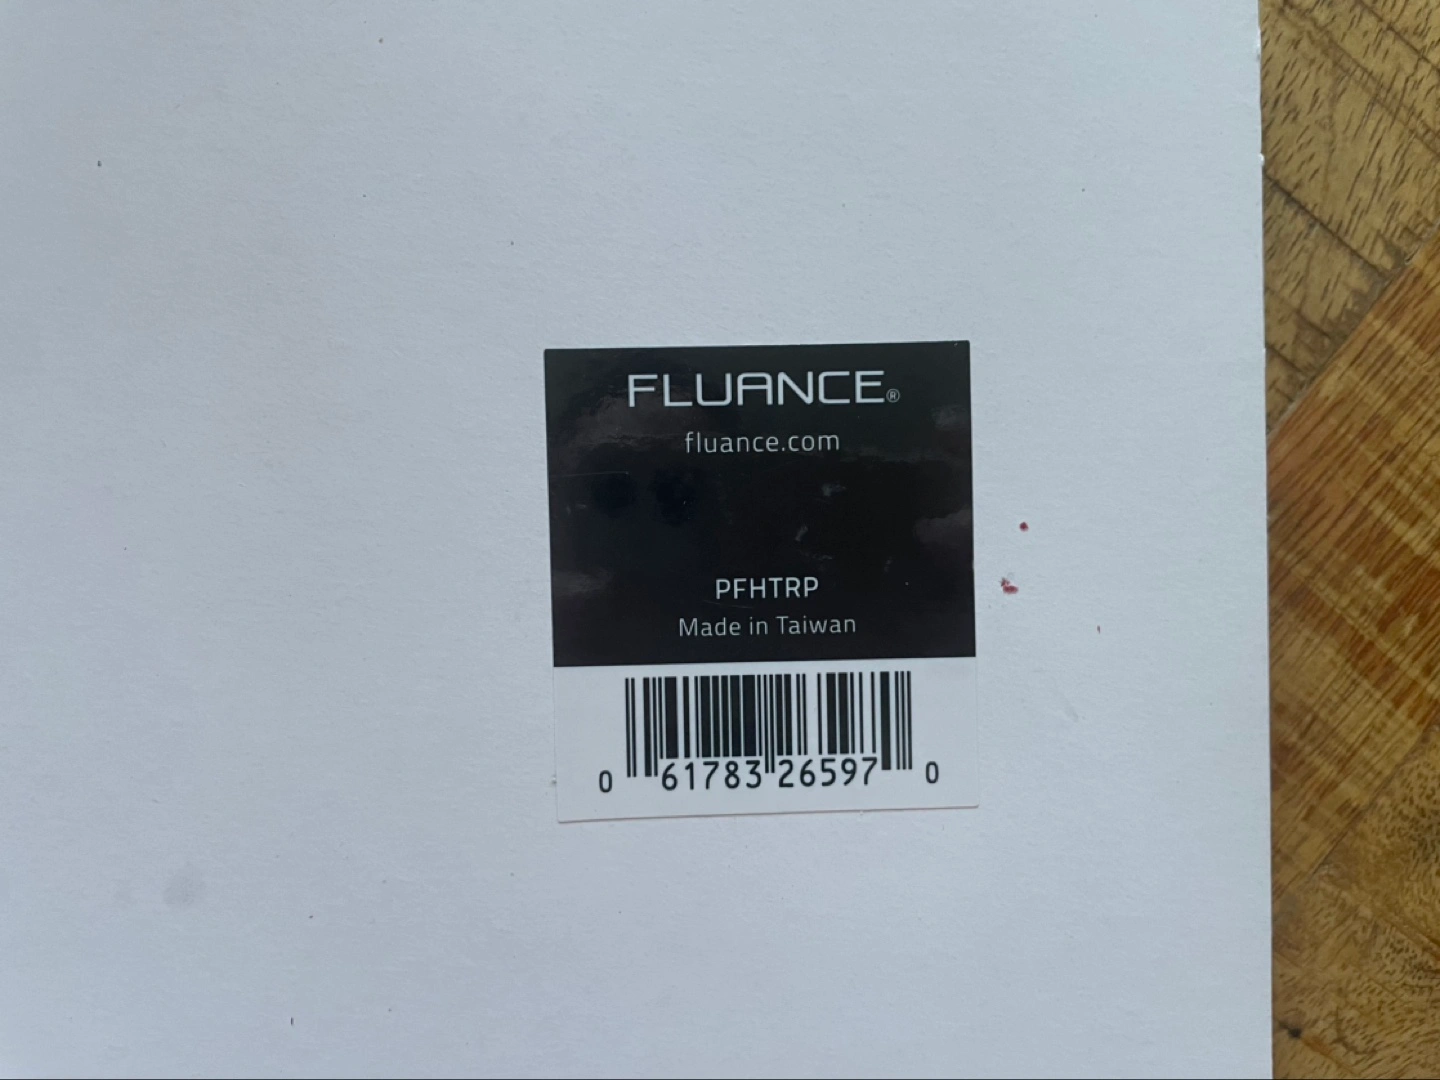 FLUANCE®
fluance.com
PFHTRP
Made in Taiwan
0 61783 26597 0